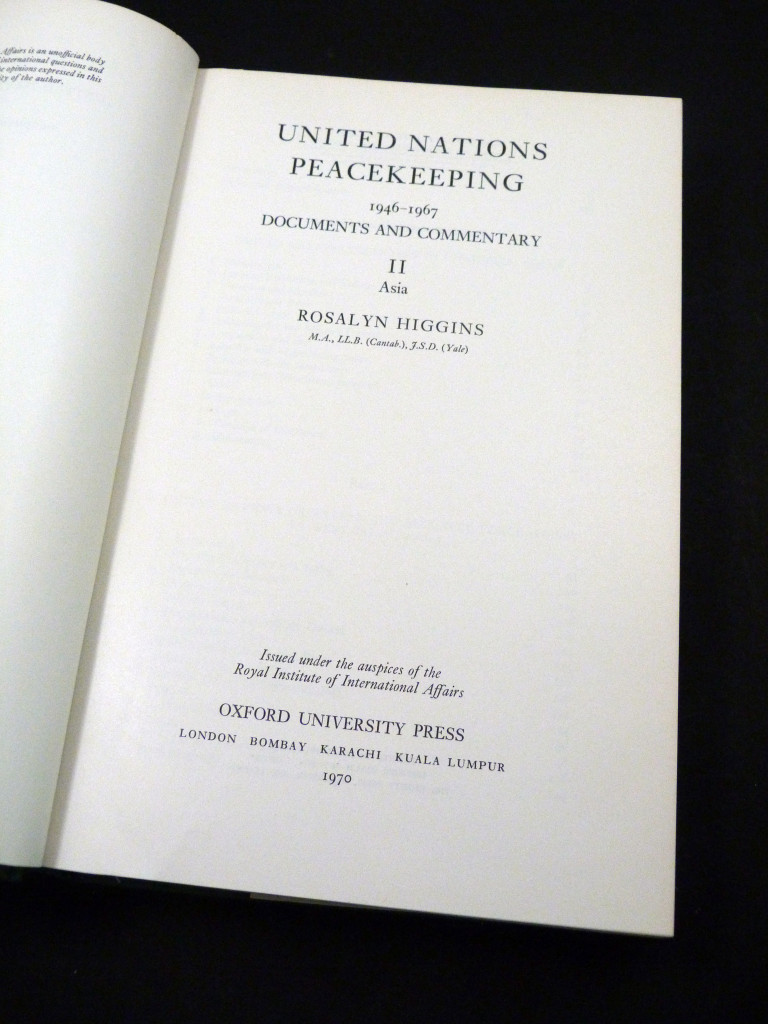 Affairs is an unofficial body
international questions and
opinions expressed in this
of the author.
UNITED NATIONS
PEACEKEEPING
1946–1967
DOCUMENTS AND COMMENTARY
II
Asia
ROSALYN HIGGINS
M.A., LL.B. (Cantab.), J.S.D. (Yale)
Issued under the auspices of the
Royal Institute of International Affairs
OXFORD UNIVERSITY PRESS
LONDON BOMBAY KARACHI KUALA LUMPUR
1970